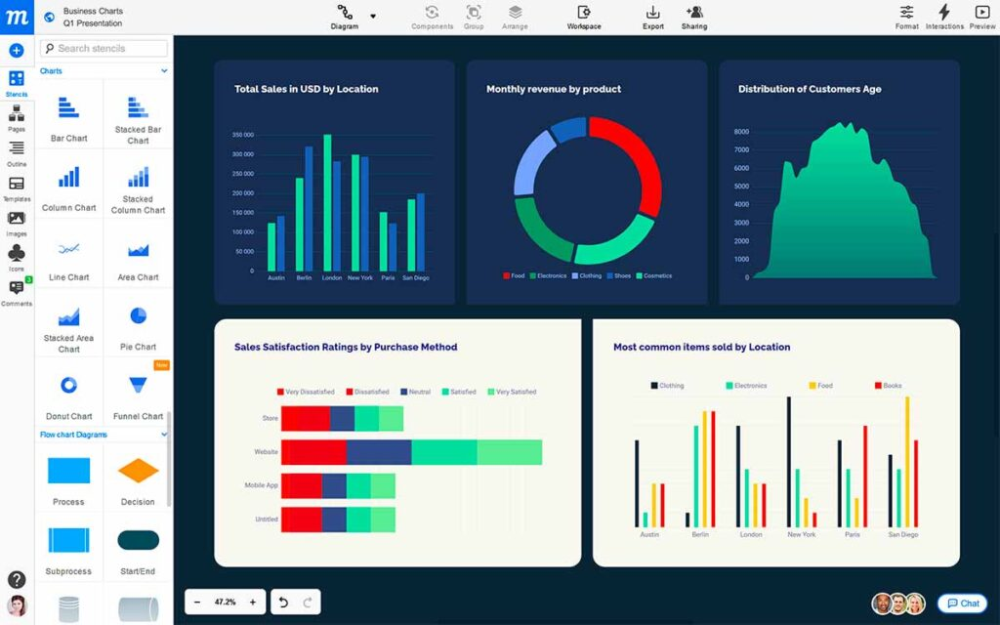 m
Business Charts
Q1 Presentation
Diagram
Components
Group
Arrange
Workspace
Export
Sharing
Format
Interactions
Preview
Search stencils
Stencils
Pages
Outline
Templates
Images
Icons
3
Comments
Charts
Bar Chart
Stacked Bar
Chart
Column Chart
Stacked
Column Chart
Line Chart
Area Chart
Stacked Area
Chart
Pie Chart
New
Donut Chart
Funnel Chart
Flow chart Diagrams
Process
Decision
Subprocess
Start/End
?
Total Sales in USD by Location
350 000
300 000
250 000
200 000
150 000
100 000
50 000
0
Austin Berlin London New York Paris San Diego
Monthly revenue by product
Food Electronics Clothing Shoes Cosmetics
Distribution of Customers Age
8000
7000
6000
5000
4000
3000
2000
1000
0
Sales Satisfaction Ratings by Purchase Method
Very Dissatisfied Dissatisfied Neutral Satisfied Very Satisfied
Store
Website
Mobile App
Untitled
Most common items sold by Location
Clothing Electronics Food Books
Austin Berlin London New York Paris San Diego
− 47.2% +
Chat